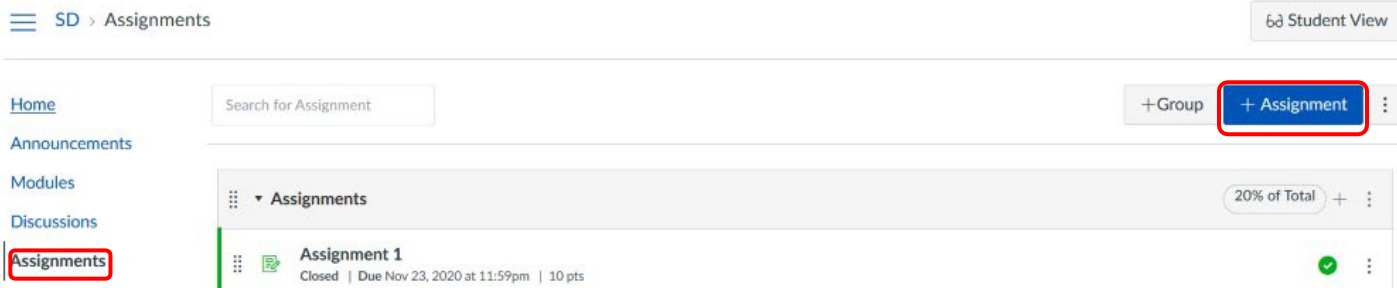 SD > Assignments
Student View
Home
Search for Assignment
+Group
+ Assignment
Announcements
Modules
Assignments
20% of Total
Discussions
Assignments
Assignment 1
Closed | Due Nov 23, 2020 at 11:59pm | 10 pts